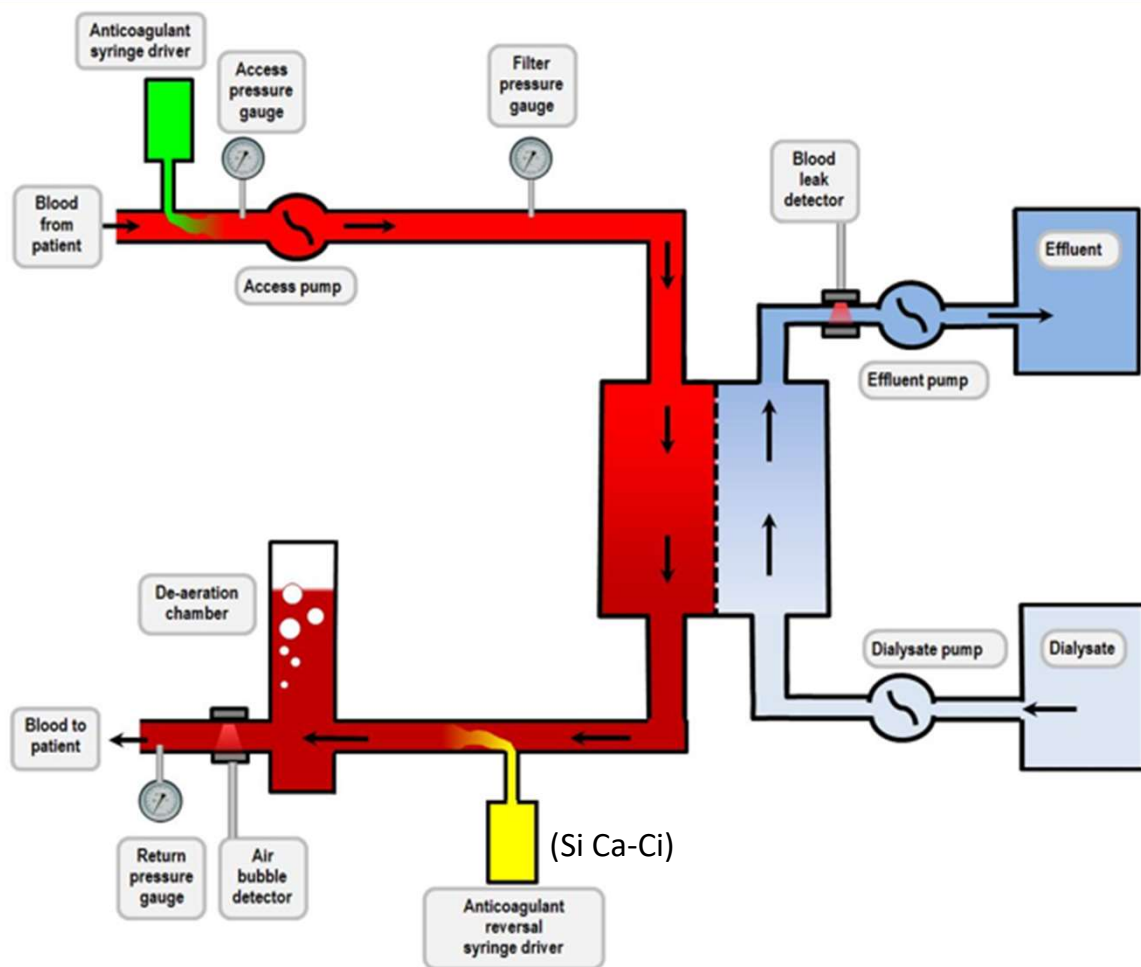 Anticoagulant
syringe driver
Access
pressure
gauge
Filter
pressure
gauge
Blood
leak
detector
Blood
from
patient
Effluent
Access pump
Effluent pump
De-aeration
chamber
Dialysate pump
Dialysate
Blood to
patient
(Si Ca-Ci)
Return
pressure
gauge
Air
bubble
detector
Anticoagulant
reversal
syringe driver